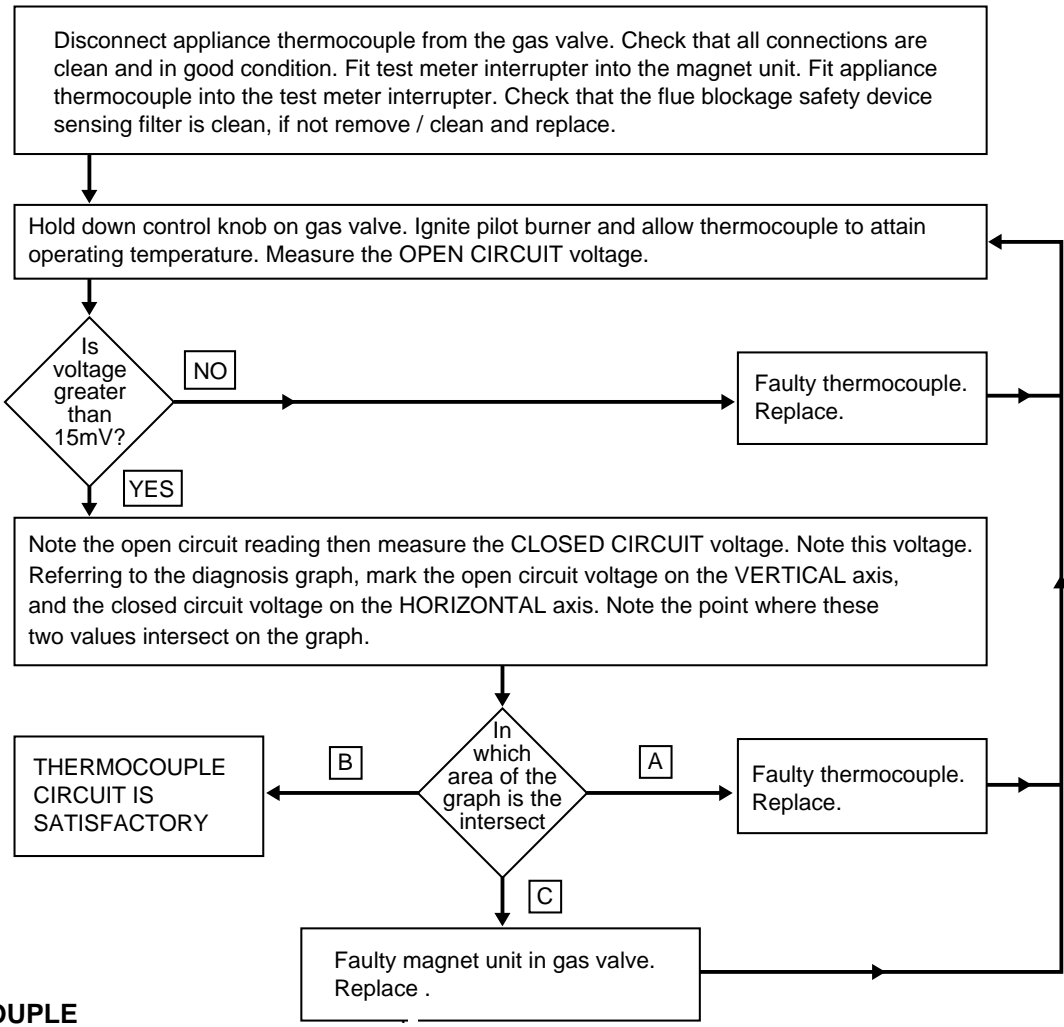 Disconnect appliance thermocouple from the gas valve. Check that all connections are
clean and in good condition. Fit test meter interrupter into the magnet unit. Fit appliance
thermocouple into the test meter interrupter. Check that the flue blockage safety device
sensing filter is clean, if not remove / clean and replace.
Hold down control knob on gas valve. Ignite pilot burner and allow thermocouple to attain
operating temperature. Measure the OPEN CIRCUIT voltage.
Is
voltage
greater
than
15mV?
NO
Faulty thermocouple.
Replace.
YES
Note the open circuit reading then measure the CLOSED CIRCUIT voltage. Note this voltage.
Referring to the diagnosis graph, mark the open circuit voltage on the VERTICAL axis,
and the closed circuit voltage on the HORIZONTAL axis. Note the point where these
two values intersect on the graph.
In
which
area of the
graph is the
intersect
B
THERMOCOUPLE
CIRCUIT IS
SATISFACTORY
A
Faulty thermocouple.
Replace.
C
Faulty magnet unit in gas valve.
Replace .
OUPLE